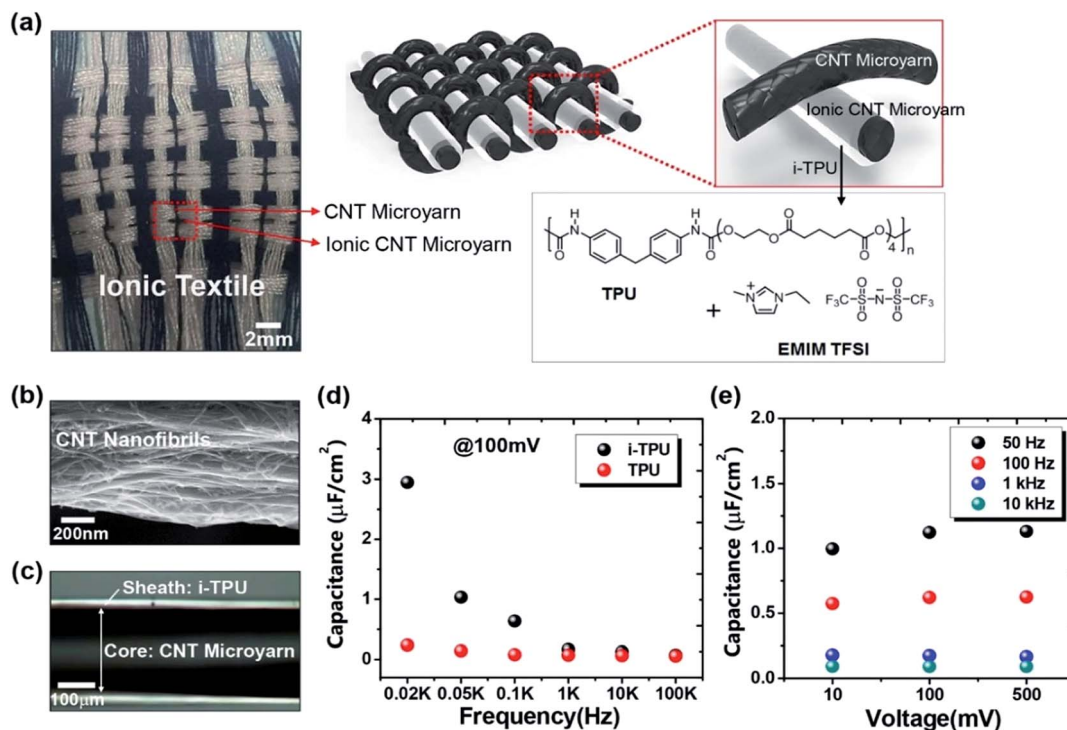 (a)
CNT Microyarn
Ionic CNT Microyarn
i-TPU
CNT Microyarn
Ionic CNT Microyarn
Ionic Textile
2mm
H
N
O
O
H
N
O
O
O
O
O
O
4
n
TPU
+
+
N
N
F₃C
O
S
O
−
N
O
S
O
CF₃
EMIM TFSI
(b)
CNT Nanofibrils
200nm
(c)
Sheath: i-TPU
Core: CNT Microyarn
100μm
(d)
@100mV
i-TPU
TPU
Capacitance (μF/cm²)
4
3
2
1
0
0.02K 0.05K 0.1K 1K 10K 100K
Frequency(Hz)
(e)
50 Hz
100 Hz
1 kHz
10 kHz
Capacitance (μF/cm²)
2.0
1.5
1.0
0.5
0.0
10 100 500
Voltage(mV)